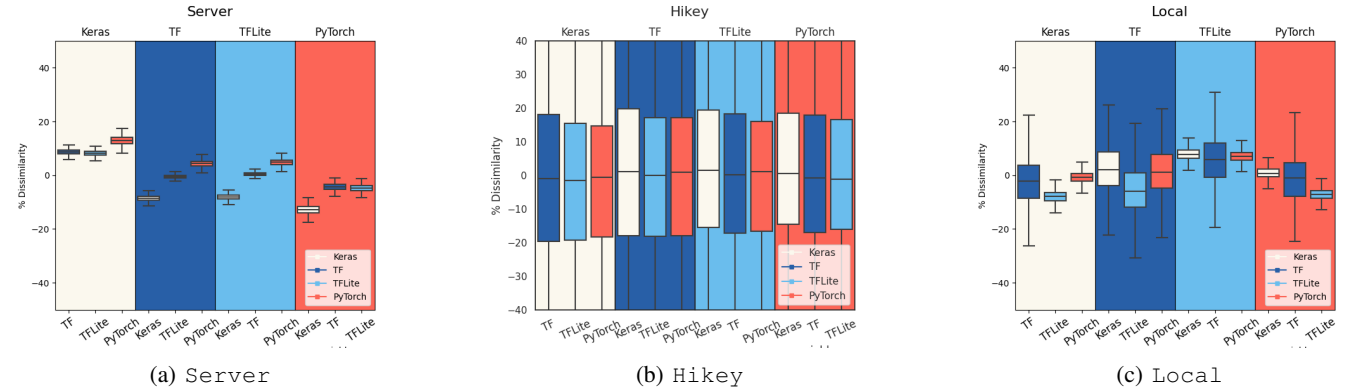 Server
Keras TF TFLite PyTorch
% Dissimilarity
40
20
0
−20
−40
Keras
TF
TFLite
PyTorch
TF TFLite PyTorch Keras TFLite PyTorch Keras TF PyTorch Keras TF TFLite
(a) Server
Hikey
Keras TF TFLite PyTorch
% Dissimilarity
40
30
20
10
0
−10
−20
−30
−40
Keras
TF
TFLite
PyTorch
TF TFLite PyTorch Keras TFLite PyTorch Keras TF PyTorch Keras TF TFLite
(b) Hikey
Local
Keras TF TFLite PyTorch
% Dissimilarity
40
20
0
−20
−40
Keras
TF
TFLite
PyTorch
TF TFLite PyTorch Keras TFLite PyTorch Keras TF PyTorch Keras TF TFLite
(c) Local